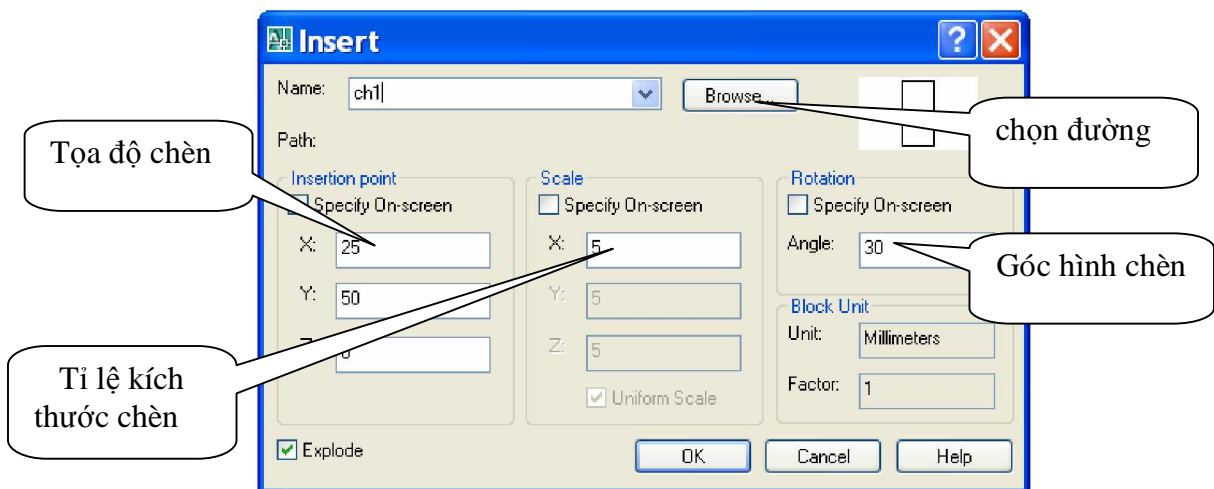 Insert
Name: ch1 Browse...
chọn đường
Path:
Tọa độ chèn
Insertion point Scale Rotation
Specify On-screen Specify On-screen Specify On-screen
X: 25 X: 5 Angle: 30
Góc hình chèn
Y: 50 Y: 5 Block Unit
Unit: Millimeters
Z: 5
Tỉ lệ kích
thước chèn
Factor: 1
Uniform Scale
Explode OK Cancel Help